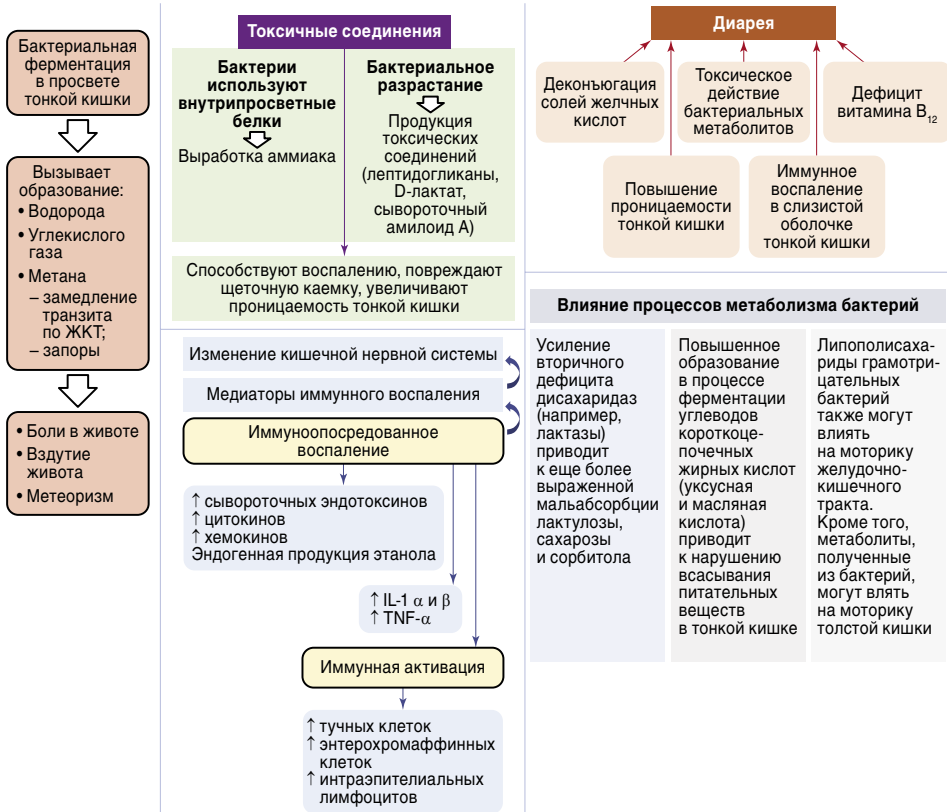 Бактериальная
ферментация
в просвете
тонкой кишки
Вызывает
образование:
• Водорода
• Углекислого
газа
• Метана
– замедление
транзита
по ЖКТ;
– запоры
• Боли в животе
• Вздутие
живота
• Метеоризм
Токсичные соединения
Бактерии
используют
внутрипросветные
белки
Выработка аммиака
Бактериальное
разрастание
Продукция
токсических
соединений
(лептидогликаны,
D-лактат,
сывороточный
амилоид А)
Способствуют воспалению, повреждают
щеточную каемку, увеличивают
проницаемость тонкой кишки
Изменение кишечной нервной системы
Медиаторы иммунного воспаления
Иммуноопосредованное
воспаление
↑ сывороточных эндотоксинов
↑ цитокинов
↑ хемокинов
Эндогенная продукция этанола
↑ IL-1 α и β
↑ TNF-α
Иммунная активация
↑ тучных клеток
↑ энтерохромаффинных
клеток
↑ интраэпителиальных
лимфоцитов
Диарея
Деконъюгация
солей желчных
кислот
Токсическое
действие
бактериальных
метаболитов
Дефицит
витамина B12
Повышение
проницаемости
тонкой кишки
Иммунное
воспаление
в слизистой
оболочке
тонкой кишки
Влияние процессов метаболизма бактерий
Усиление
вторичного
дефицита
дисахаридаз
(например,
лактазы)
приводит
к еще более
выраженной
мальабсорбции
лактулозы,
сахарозы
и сорбитола
Повышенное
образование
в процессе
ферментации
углеводов
короткоце-
почечных
жирных кислот
(уксусная
и масляная
кислота)
приводит
к нарушению
всасывания
питательных
веществ
в тонкой кишке
Липополисаха-
риды грамотри-
цательных
бактерий
также могут
влиять
на моторику
желудочно-
кишечного
тракта.
Кроме того,
метаболиты,
полученные
из бактерий,
могут влять
на моторику
толстой кишки